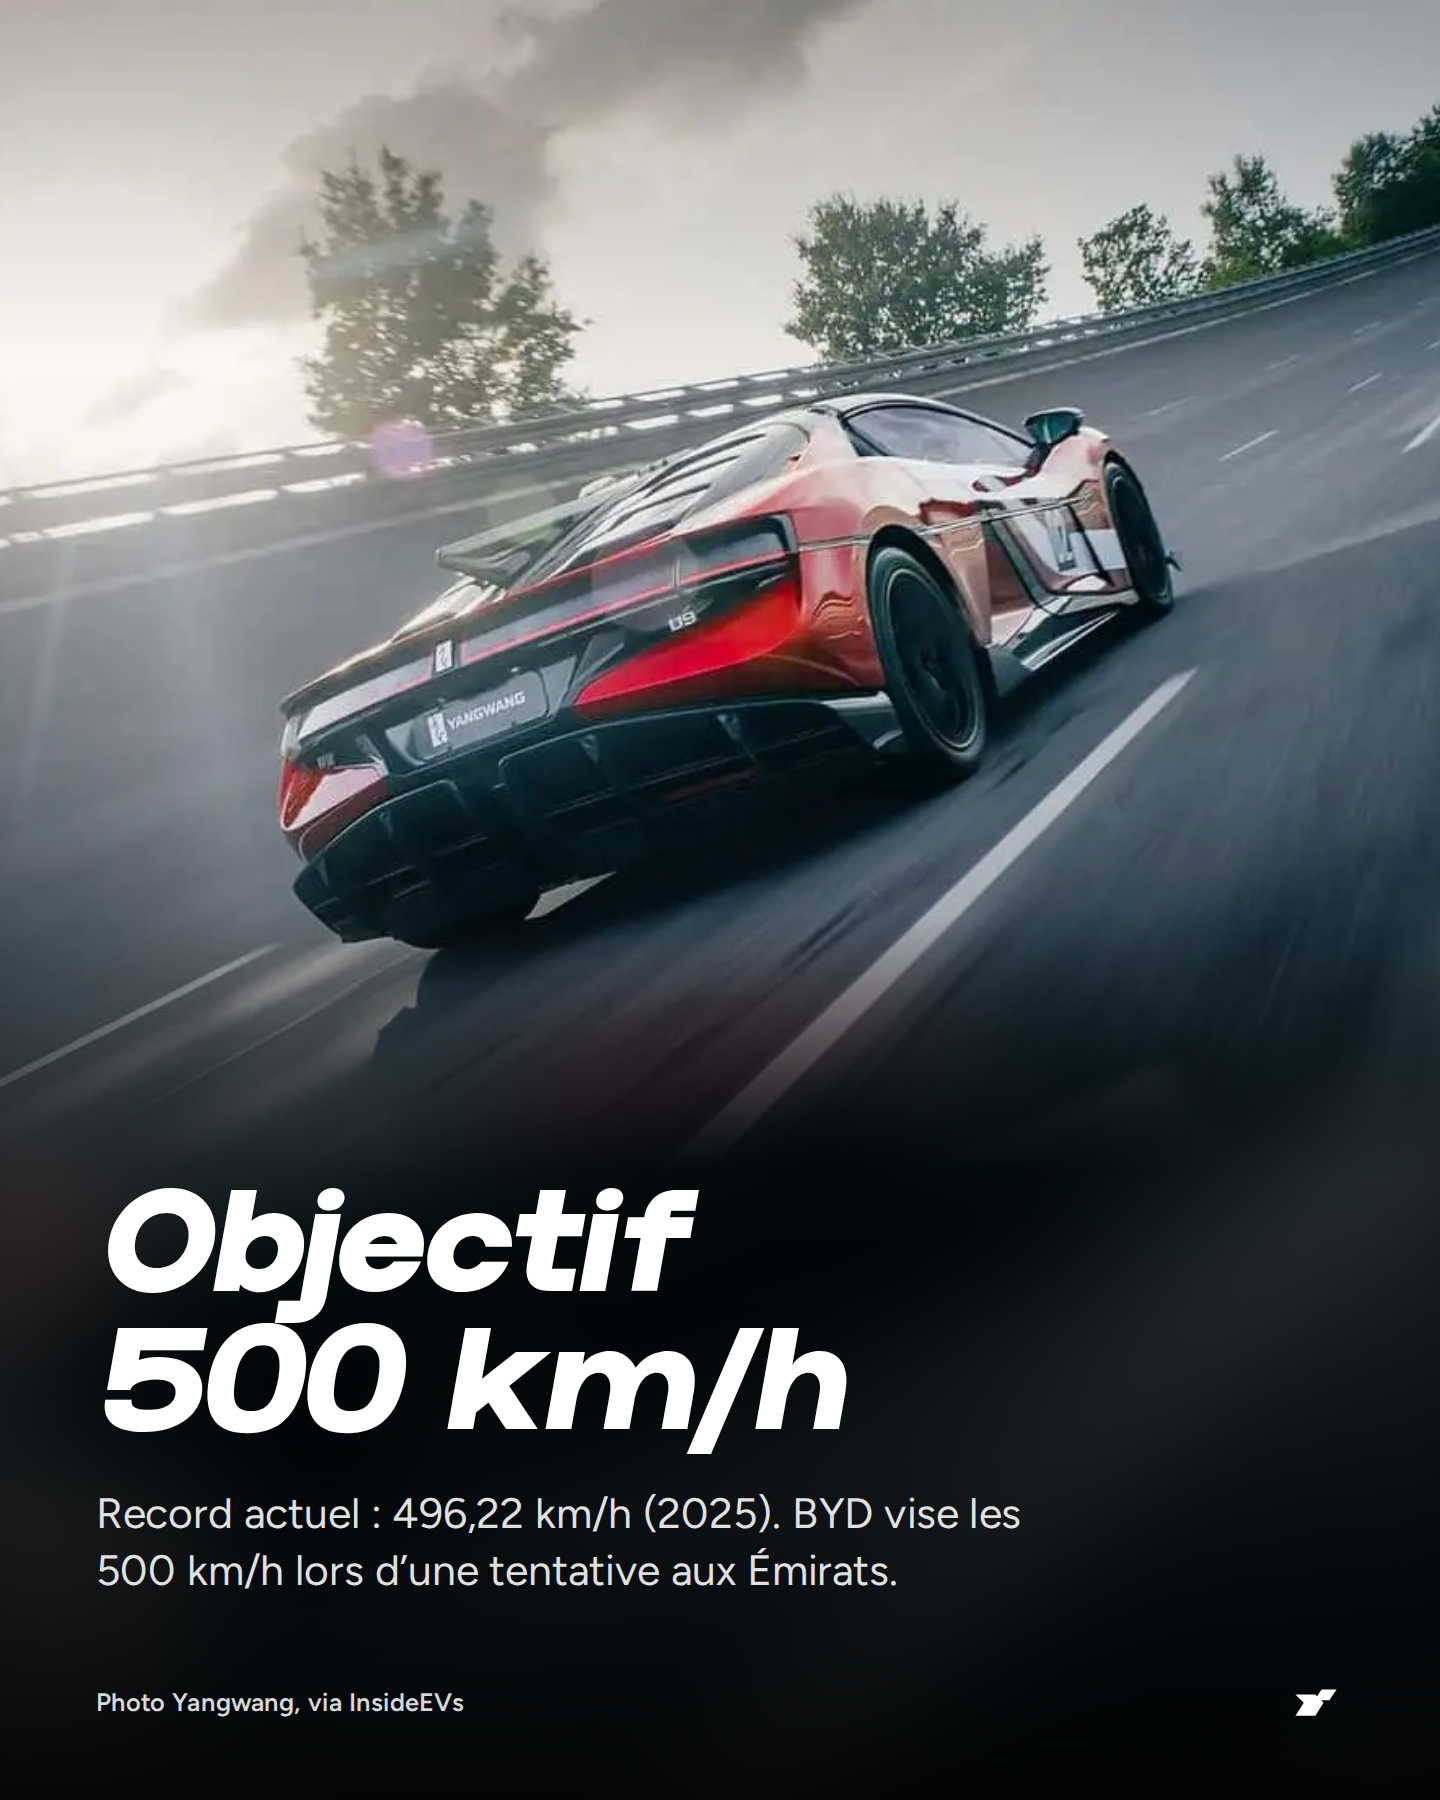 U9
YANGWANG
Objectif
500 km/h
Record actuel : 496,22 km/h (2025). BYD vise les
500 km/h lors d’une tentative aux Émirats.
Photo Yangwang, via InsideEVs